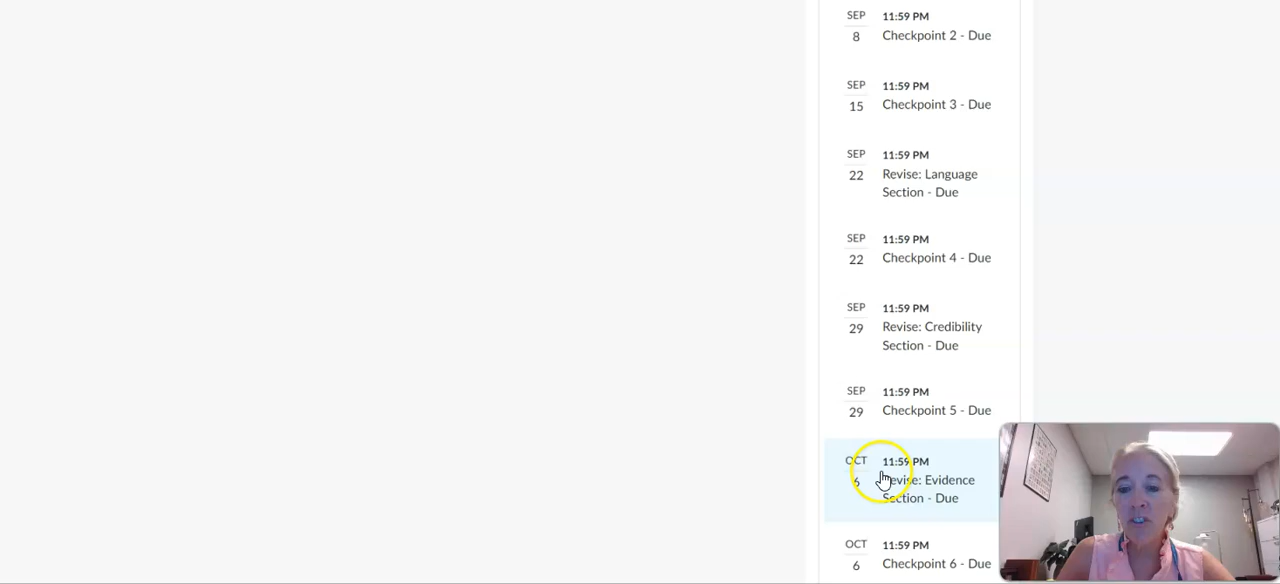 SEP 11:59 PM
8 Checkpoint 2 - Due
SEP 11:59 PM
15 Checkpoint 3 - Due
SEP 11:59 PM
22 Revise: Language
Section - Due
SEP 11:59 PM
22 Checkpoint 4 - Due
SEP 11:59 PM
29 Revise: Credibility
Section - Due
SEP 11:59 PM
29 Checkpoint 5 - Due
OCT 11:59 PM
6 Revise: Evidence
Section - Due
OCT 11:59 PM
6 Checkpoint 6 - Due